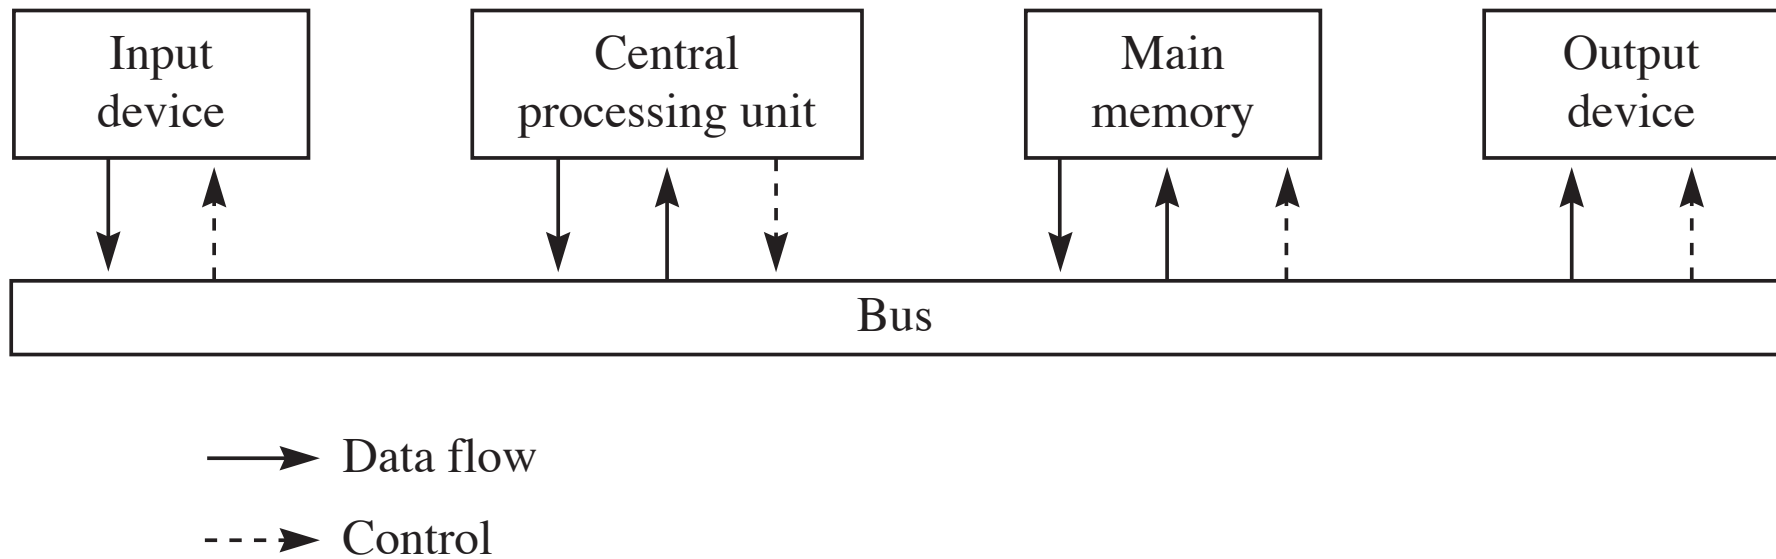 Input
device
Central
processing unit
Main
memory
Output
device
Bus
Data flow
Control